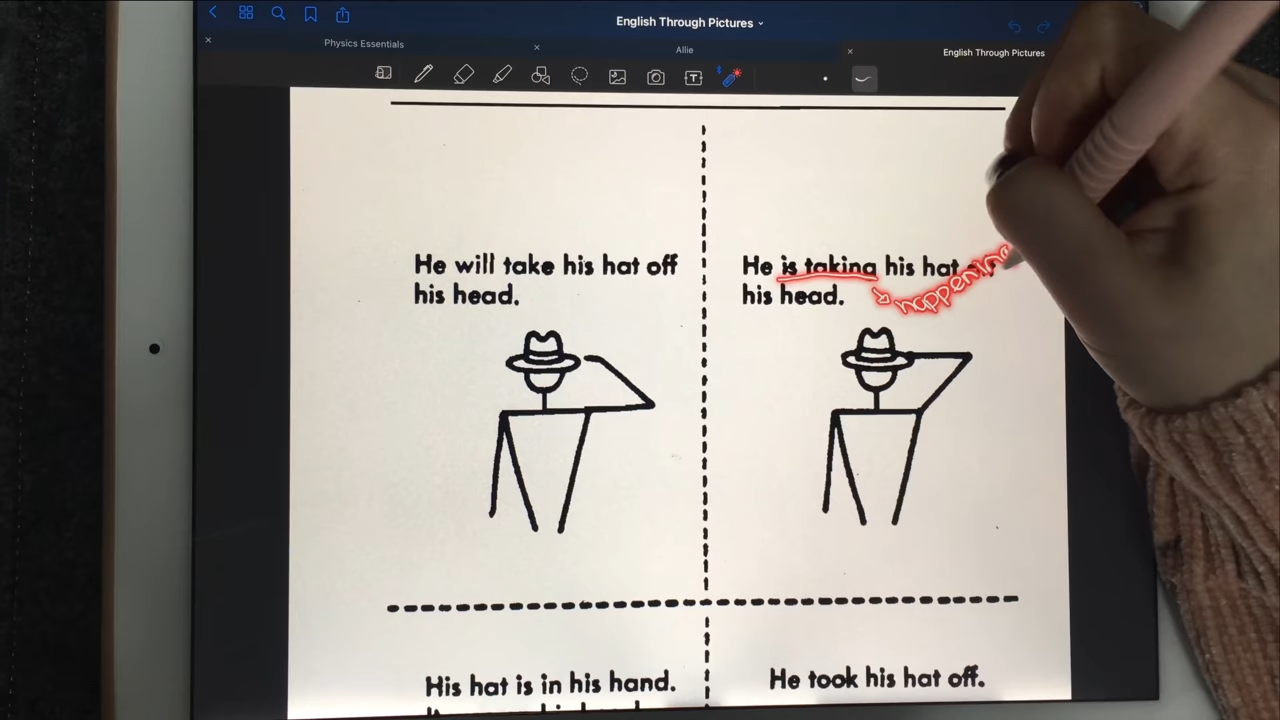 English Through Pictures
Physics Essentials
Allie
English Through Pictures
T
He will take his hat off
his head.
He is taking his hat
his head.
happening
His hat is in his hand.
He took his hat off.